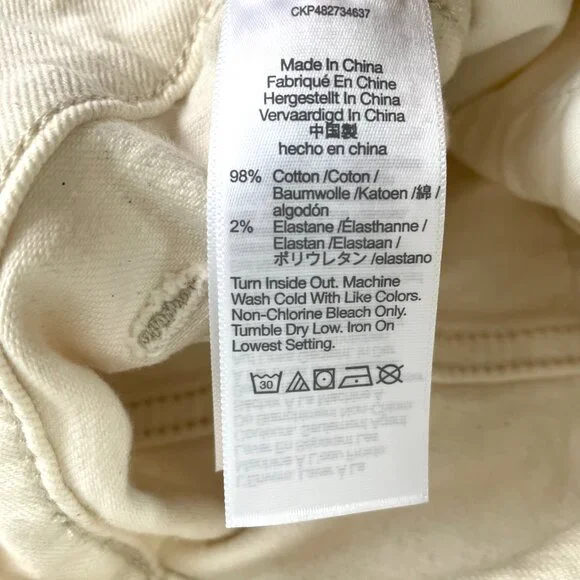 CKP482734637
Made In China
Fabriqué En Chine
Hergestellt In China
Vervaardigd In China
中国製
hecho en china
98% Cotton /Coton /
Baumwolle /Katoen /綿 /
algodón
2% Elastane /Élasthanne /
Elastan /Elastaan /
ポリウレタン /elastano
Turn Inside Out. Machine
Wash Cold With Like Colors.
Non-Chlorine Bleach Only.
Tumble Dry Low. Iron On
Lowest Setting.
30